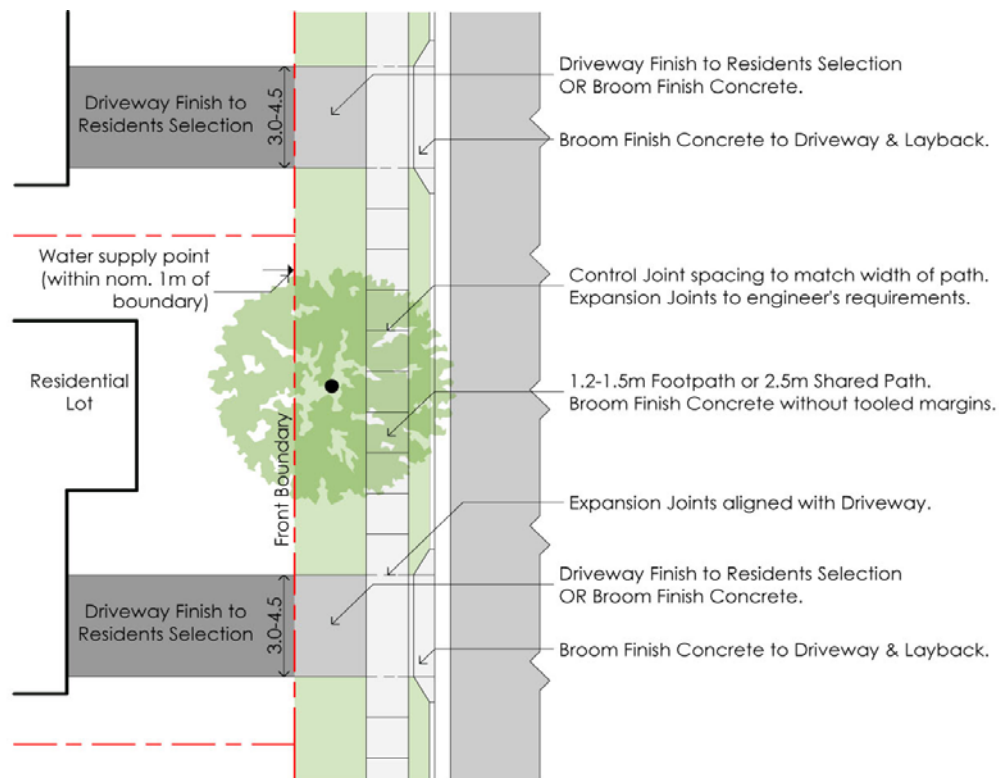 Driveway Finish to
Residents Selection
3.0-4.5
Driveway Finish to Residents Selection
OR Broom Finish Concrete.
Broom Finish Concrete to Driveway & Layback.
Water supply point
(within nom. 1m of
boundary)
Control Joint spacing to match width of path.
Expansion Joints to engineer's requirements.
Residential
Lot
Front Boundary
1.2-1.5m Footpath or 2.5m Shared Path.
Broom Finish Concrete without tooled margins.
Expansion Joints aligned with Driveway.
Driveway Finish to
Residents Selection
3.0-4.5
Driveway Finish to Residents Selection
OR Broom Finish Concrete.
Broom Finish Concrete to Driveway & Layback.